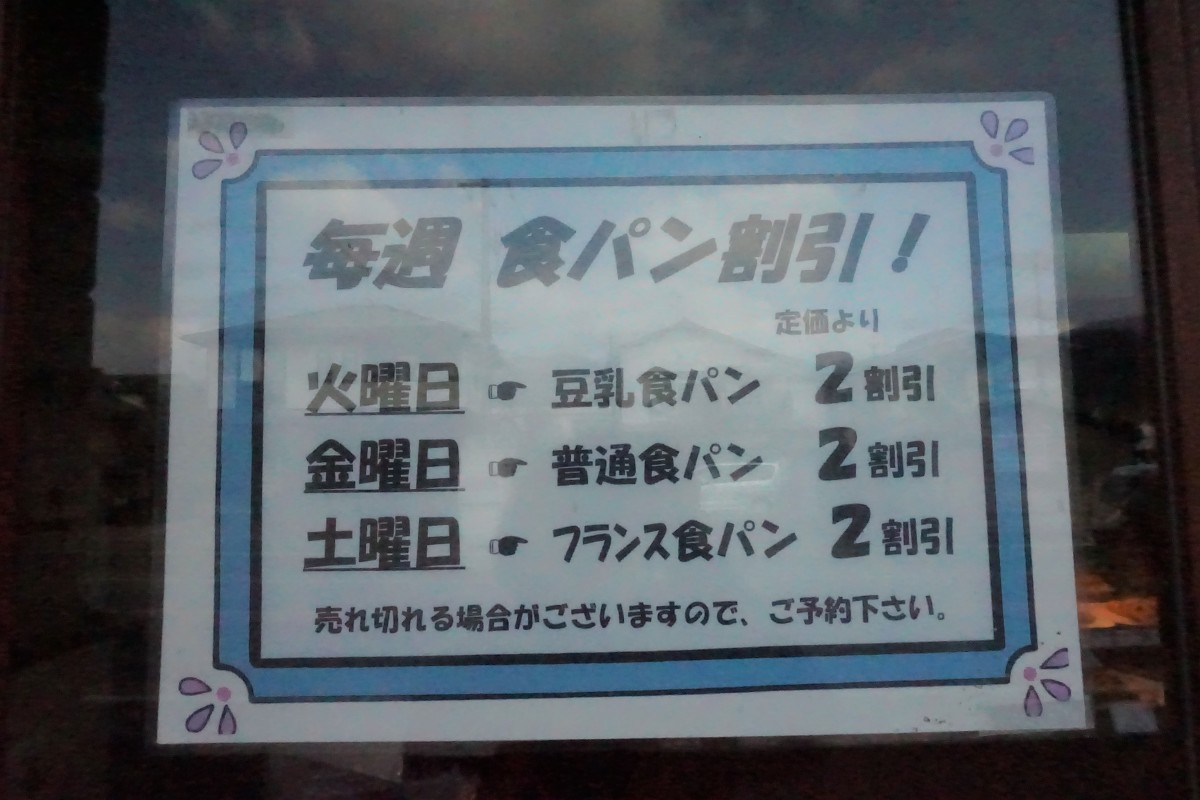 毎週 食パン割引！
定価より
火曜日 ☞ 豆乳食パン 2割引
金曜日 ☞ 普通食パン 2割引
土曜日 ☞ フランス食パン 2割引
売れ切れる場合がございますので、ご予約下さい。